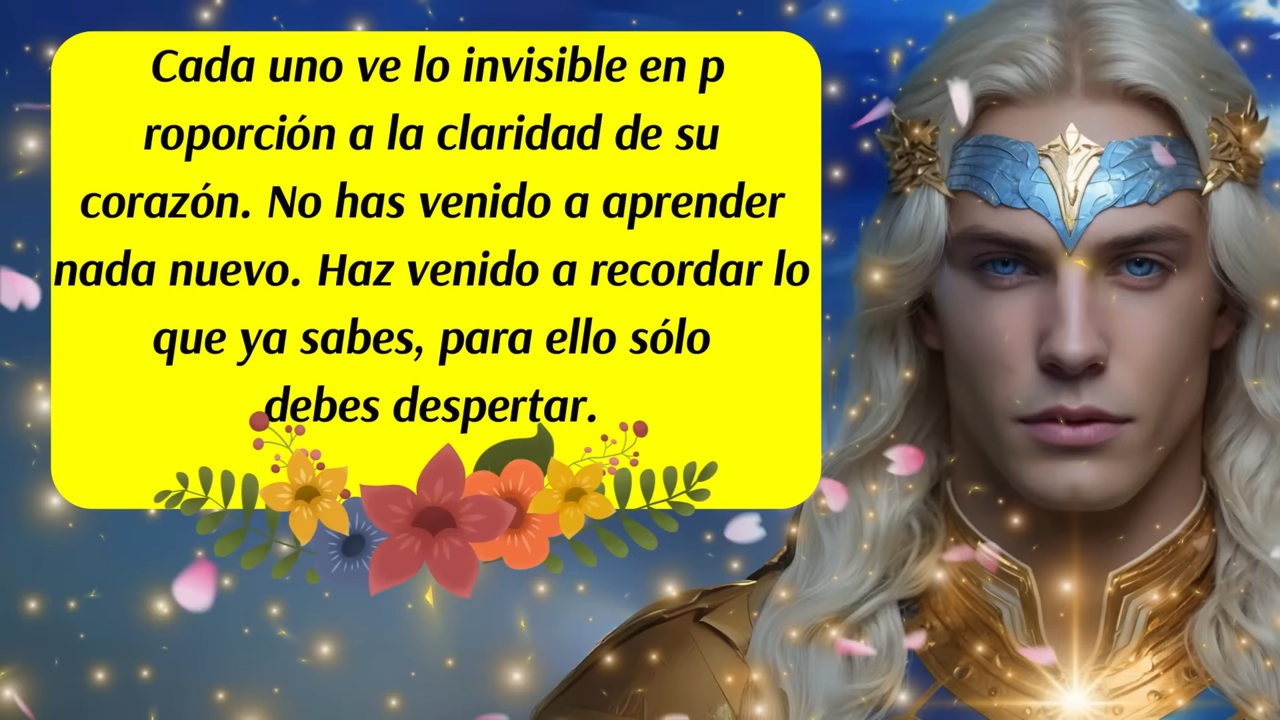 Cada uno ve lo invisible en p
roporción a la claridad de su
corazón. No has venido a aprender
nada nuevo. Haz venido a recordar lo
que ya sabes, para ello sólo
debes despertar.